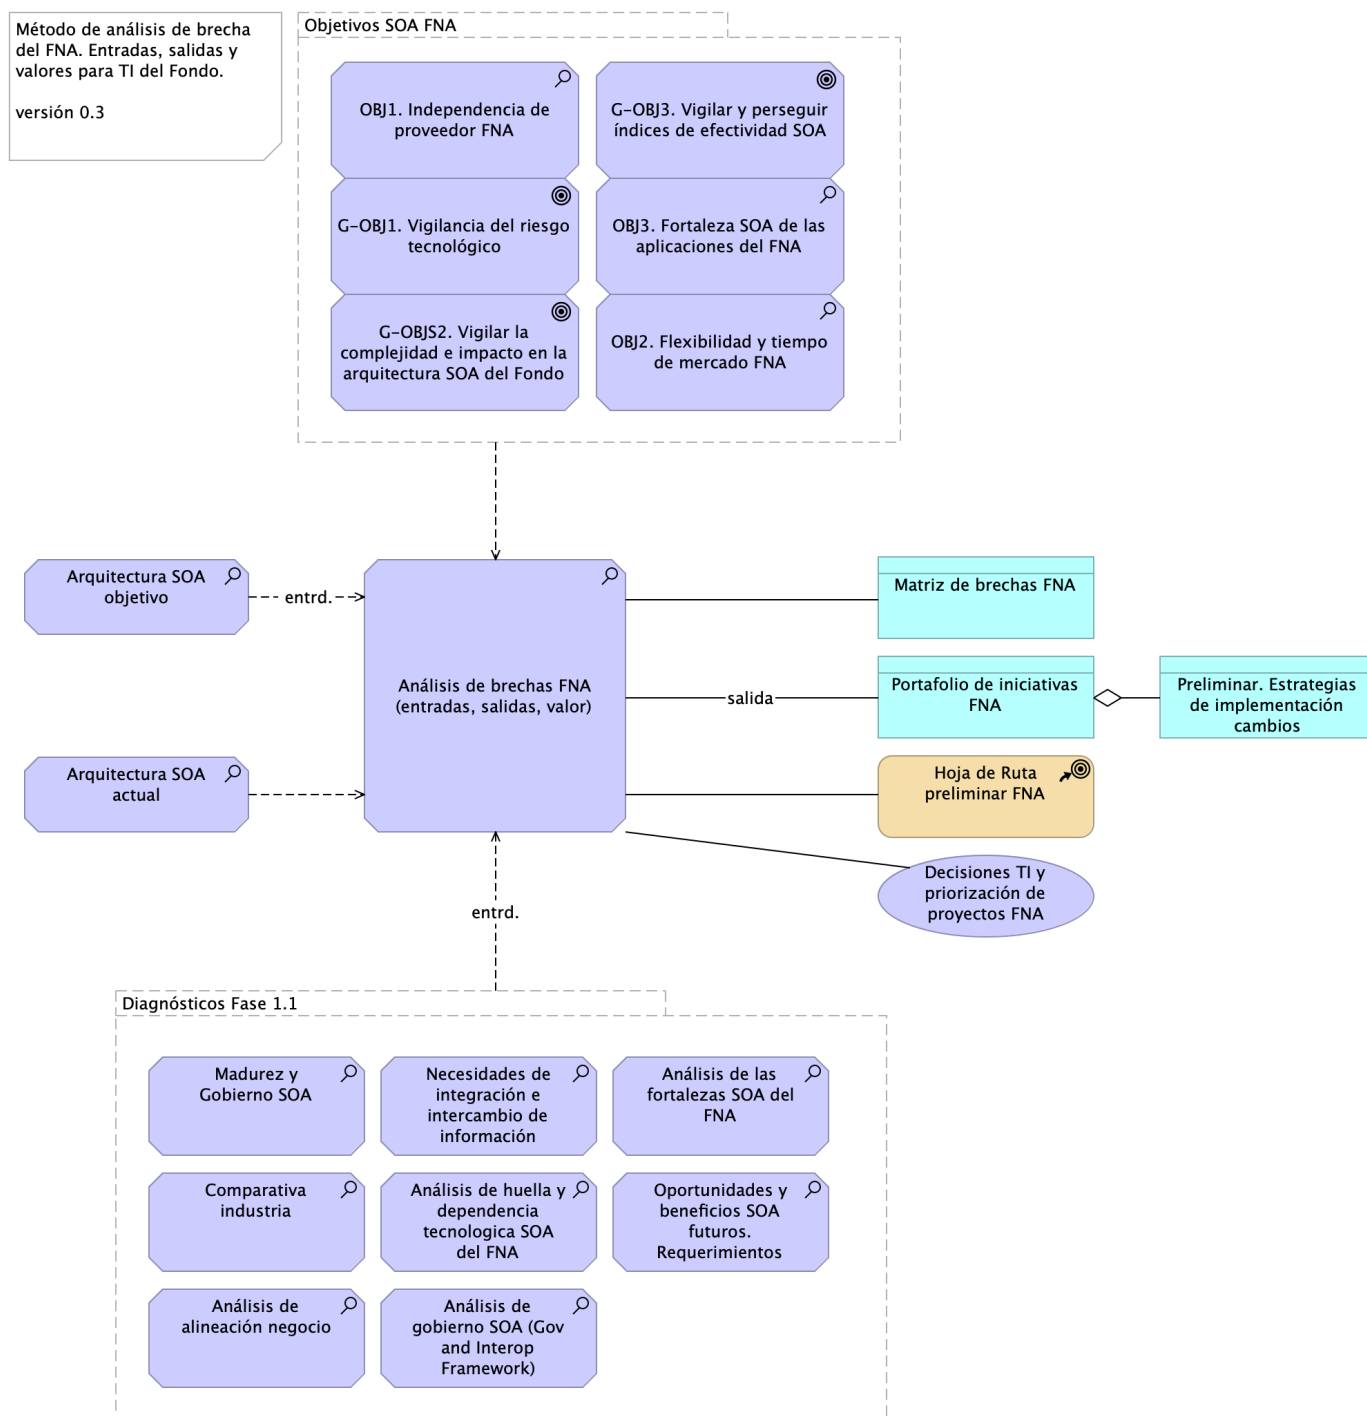 Método de análisis de brecha
del FNA. Entradas, salidas y
valores para TI del Fondo.
versión 0.3
Objetivos SOA FNA
OBJ1. Independencia de
proveedor FNA
G-OBJ3. Vigilar y perseguir
índices de efectividad SOA
G-OBJ1. Vigilancia del riesgo
tecnológico
OBJ3. Fortaleza SOA de las
aplicaciones del FNA
G-OBJS2. Vigilar la
complejidad e impacto en la
arquitectura SOA del Fondo
OBJ2. Flexibilidad y tiempo
de mercado FNA
Arquitectura SOA
objetivo
entrd.
Arquitectura SOA
actual
Análisis de brechas FNA
(entradas, salidas, valor)
Matriz de brechas FNA
salida
Portafolio de iniciativas
FNA
Preliminar. Estrategias
de implementación
cambios
Hoja de Ruta
preliminar FNA
Decisiones TI y
priorización de
proyectos FNA
entrd.
Diagnósticos Fase 1.1
Madurez y
Gobierno SOA
Necesidades de
integración e
intercambio de
información
Análisis de las
fortalezas SOA del
FNA
Comparativa
industria
Análisis de huella y
dependencia
tecnologica SOA
del FNA
Oportunidades y
beneficios SOA
futuros.
Requerimientos
Análisis de
alineación negocio
Análisis de
gobierno SOA (Gov
and Interop
Framework)